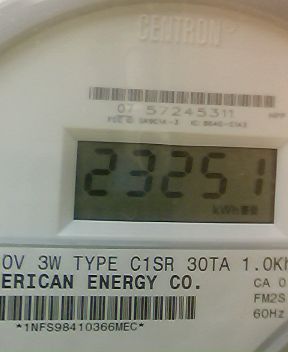 CENTRON
07 57245311
23251
kWh
0V 3W TYPE C1SR 30TA 1.0Kh
ERICAN ENERGY CO.
CA 0
FM2S
60Hz
*1NFS98410366MEC*